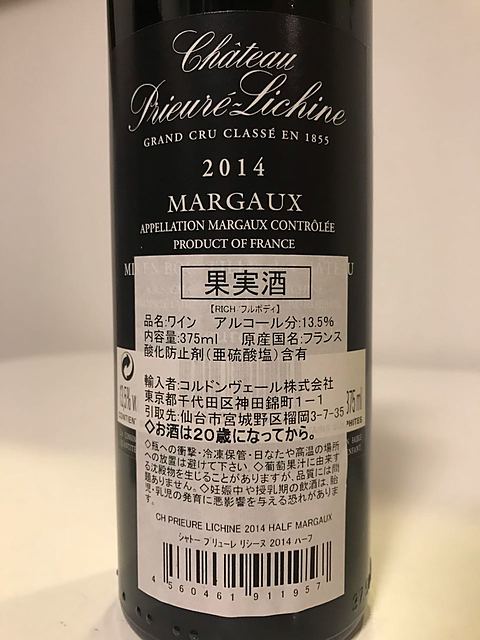 Château
Prieuré-Lichine
GRAND CRU CLASSÉ EN 1855
2014
MARGAUX
APPELLATION MARGAUX CONTRÔLÉE
PRODUCT OF FRANCE
果実酒
【RICH フルボディ】
品名:ワイン アルコール分:13.5%
内容量:375ml 原産国名:フランス
酸化防止剤(亜硫酸塩)含有
輸入者:コルドンヴェール株式会社
東京都千代田区神田錦町1-1
引取先:仙台市宮城野区榴岡3-7-35
◇お酒は20歳になってから。
◇瓶への衝撃・冷凍保管・日なたや高温の場所
への放置は避けて下さい。◇葡萄果汁に由来す
る沈殿物を生じることがありますが、品質には問
題ありません。◇妊娠中や授乳期の飲酒は、胎
児・乳児の発育に悪影響を与える恐れがあります。
CH PRIEURE LICHINE 2014 HALF MARGAUX
シャトー プリューレ リシーヌ 2014 ハーフ
4 560461 911957
375 ml